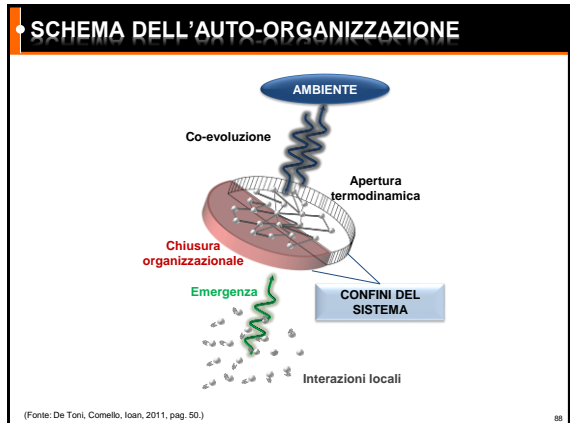 SCHEMA DELL'AUTO-ORGANIZZAZIONE
AMBIENTE
Co-evoluzione
Apertura
termodinamica
Chiusura
organizzazionale
Emergenza
CONFINI DEL
SISTEMA
Interazioni locali
(Fonte: De Toni, Comello, Ioan, 2011, pag. 50.)
88